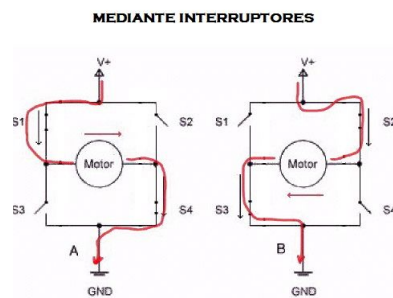 MEDIANTE INTERRUPTORES
V+ V+
S1 S2 S1 S2
Motor Motor
S3 S4 S3 S4
A B
GND GND